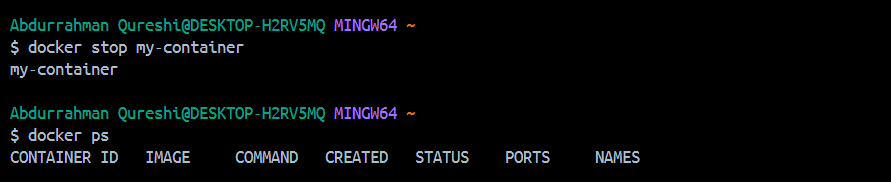 Abdurrahman Qureshi@DESKTOP-H2RV5MQ MINGW64 ~
$ docker stop my-container
my-container
Abdurrahman Qureshi@DESKTOP-H2RV5MQ MINGW64 ~
$ docker ps
CONTAINER ID   IMAGE     COMMAND   CREATED   STATUS    PORTS     NAMES